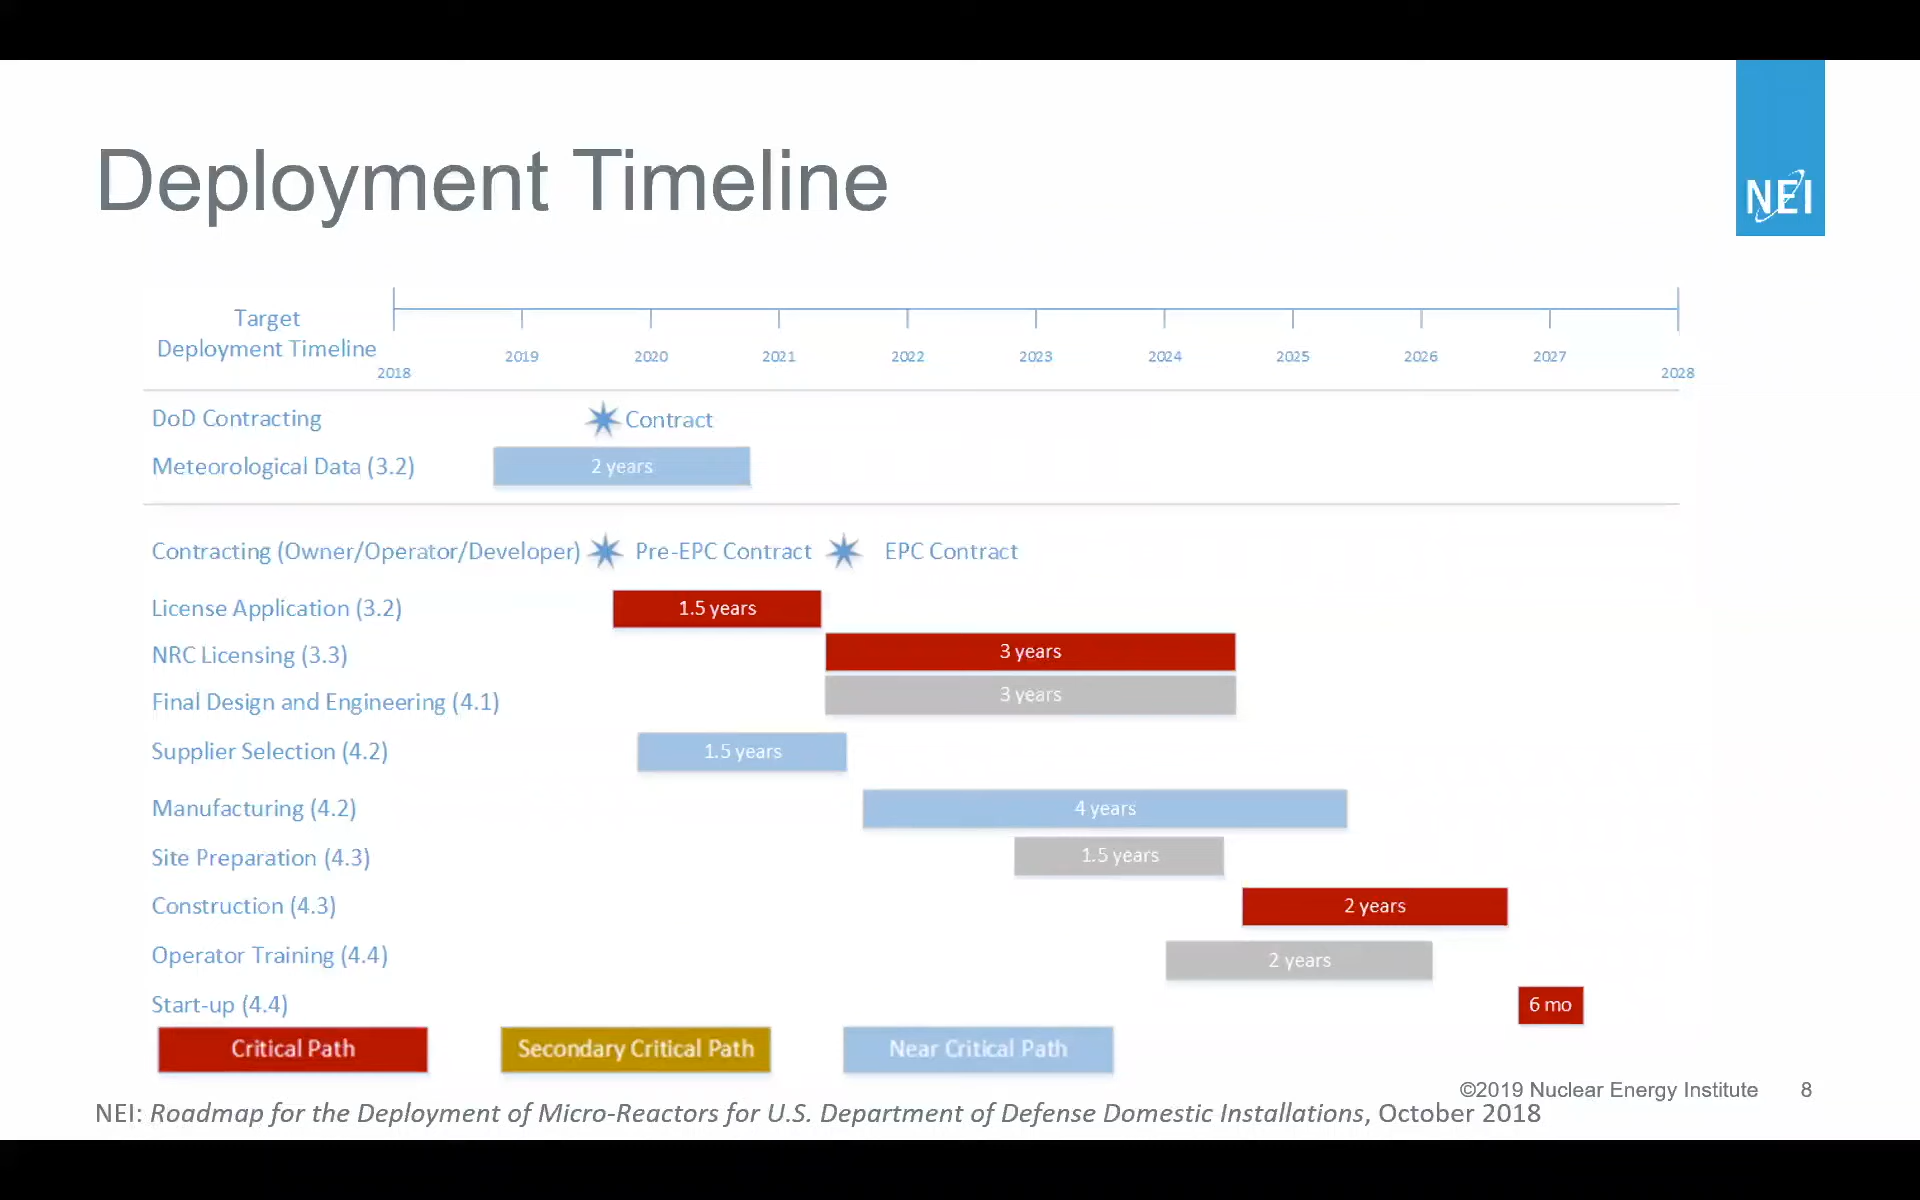 Deployment Timeline
NEI
Target
Deployment Timeline
2018
2019
2020
2021
2022
2023
2024
2025
2026
2027
2028
DoD Contracting
Contract
Meteorological Data (3.2)
2 years
Contracting (Owner/Operator/Developer)
Pre-EPC Contract
EPC Contract
License Application (3.2)
1.5 years
NRC Licensing (3.3)
3 years
Final Design and Engineering (4.1)
3 years
Supplier Selection (4.2)
1.5 years
Manufacturing (4.2)
4 years
Site Preparation (4.3)
1.5 years
Construction (4.3)
2 years
Operator Training (4.4)
2 years
Start-up (4.4)
6 mo
Critical Path
Secondary Critical Path
Near Critical Path
©2019 Nuclear Energy Institute 8
NEI: Roadmap for the Deployment of Micro-Reactors for U.S. Department of Defense Domestic Installations, October 2018